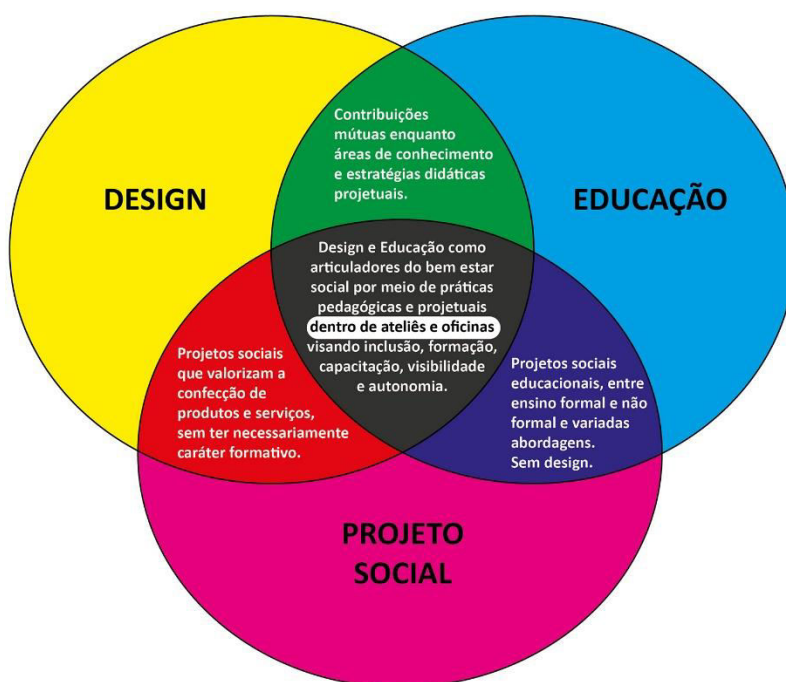 Contribuições
mútuas enquanto
áreas de conhecimento
e estratégias didáticas
projetuais.
DESIGN
EDUCAÇÃO
Design e Educação como
articuladores do bem estar
social por meio de práticas
pedagógicas e projetuais
dentro de ateliês e oficinas
visando inclusão, formação,
capacitação, visibilidade
e autonomia.
Projetos sociais
que valorizam a
confecção de
produtos e serviços,
sem ter necessariamente
caráter formativo.
Projetos sociais
educacionais, entre
ensino formal e não
formal e variadas
abordagens.
Sem design.
PROJETO
SOCIAL